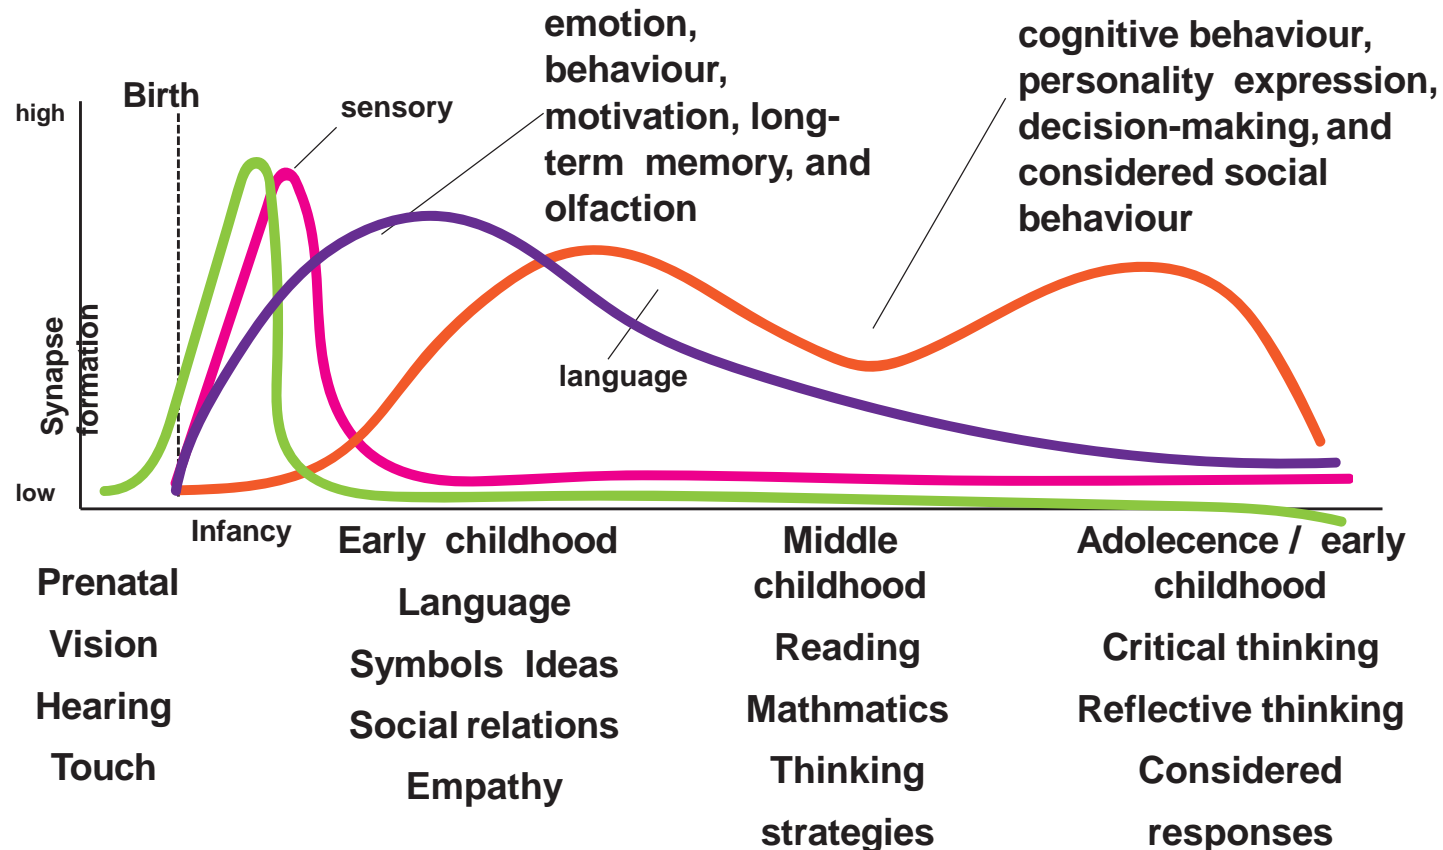 emotion,
behaviour,
motivation, long-
term memory, and
olfaction
cognitive behaviour,
personality expression,
decision-making, and
considered social
behaviour
high
Birth
sensory
Synapse
formation
language
low
Infancy
Prenatal
Vision
Hearing
Touch
Early childhood
Language
Symbols Ideas
Social relations
Empathy
Middle
childhood
Reading
Mathmatics
Thinking
strategies
Adolecence / early
childhood
Critical thinking
Reflective thinking
Considered
responses